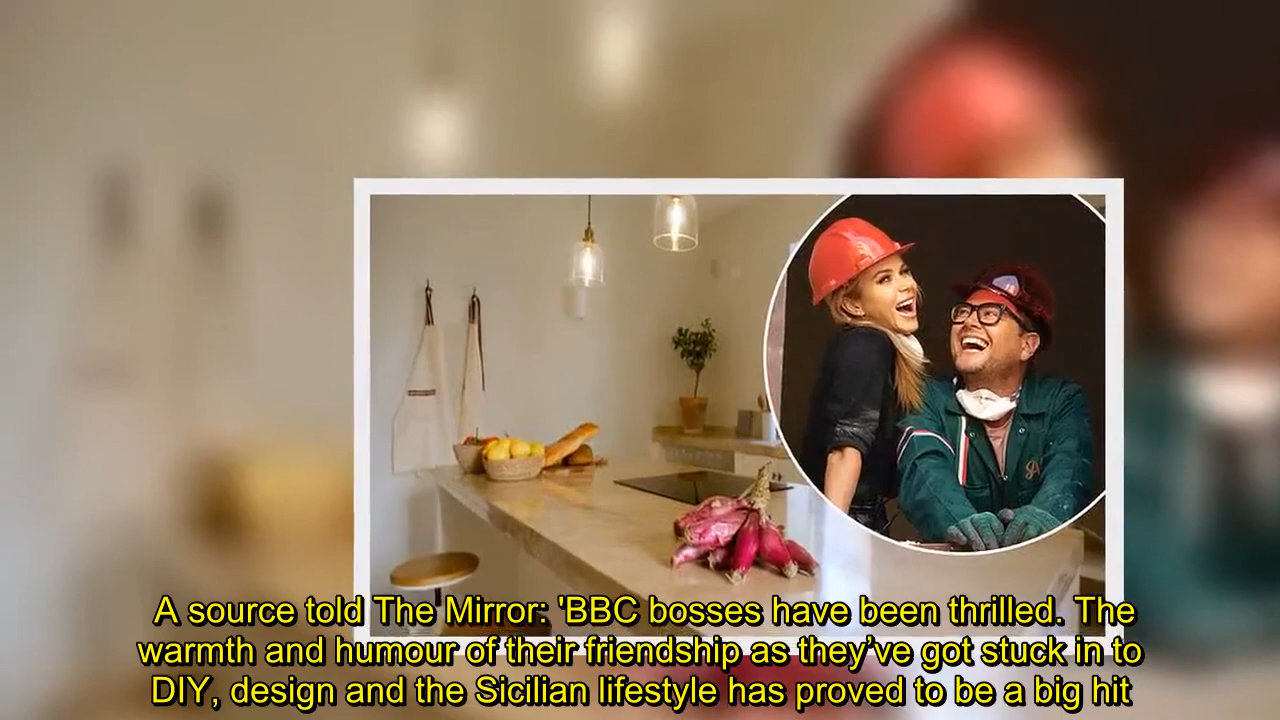 A source told The Mirror: 'BBC bosses have been thrilled. The
warmth and humour of their friendship as they’ve got stuck in to
DIY, design and the Sicilian lifestyle has proved to be a big hit